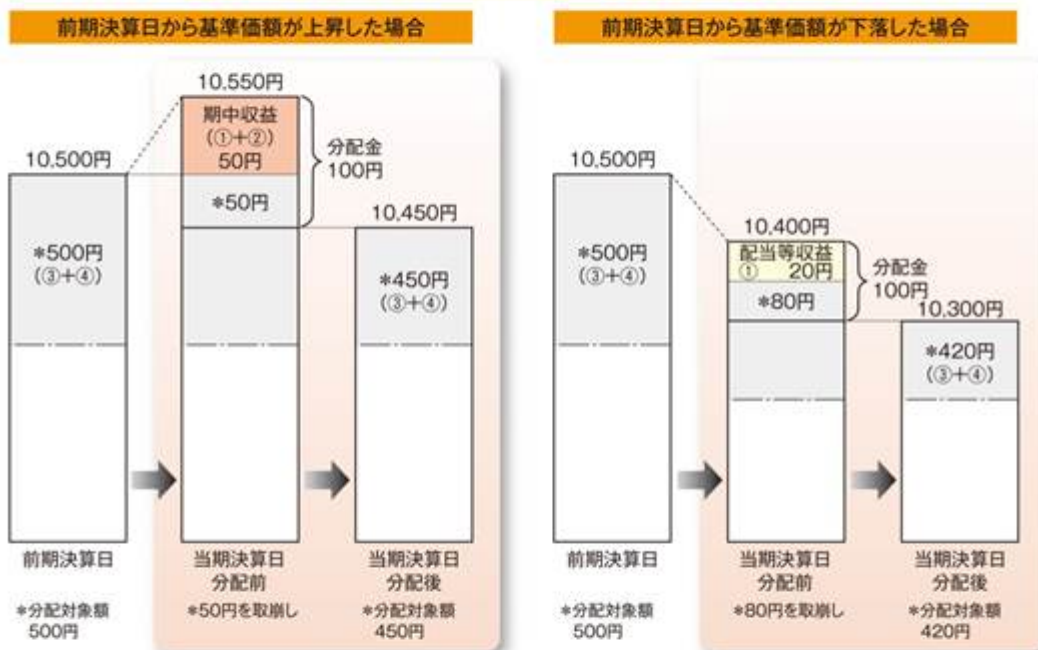 前期決算日から基準価額が上昇した場合
10,550円
期中収益
(①+②)
50円
分配金
100円
10,500円
*50円
10,450円
*500円
(③+④)
*450円
(③+④)
前期決算日
当期決算日
分配前
当期決算日
分配後
*分配対象額
500円
*50円を取崩し
*分配対象額
450円
前期決算日から基準価額が下落した場合
10,500円
10,400円
*500円
(③+④)
配当等収益
① 20円
分配金
100円
*80円
10,300円
*420円
(③+④)
前期決算日
当期決算日
分配前
当期決算日
分配後
*分配対象額
500円
*80円を取崩し
*分配対象額
420円